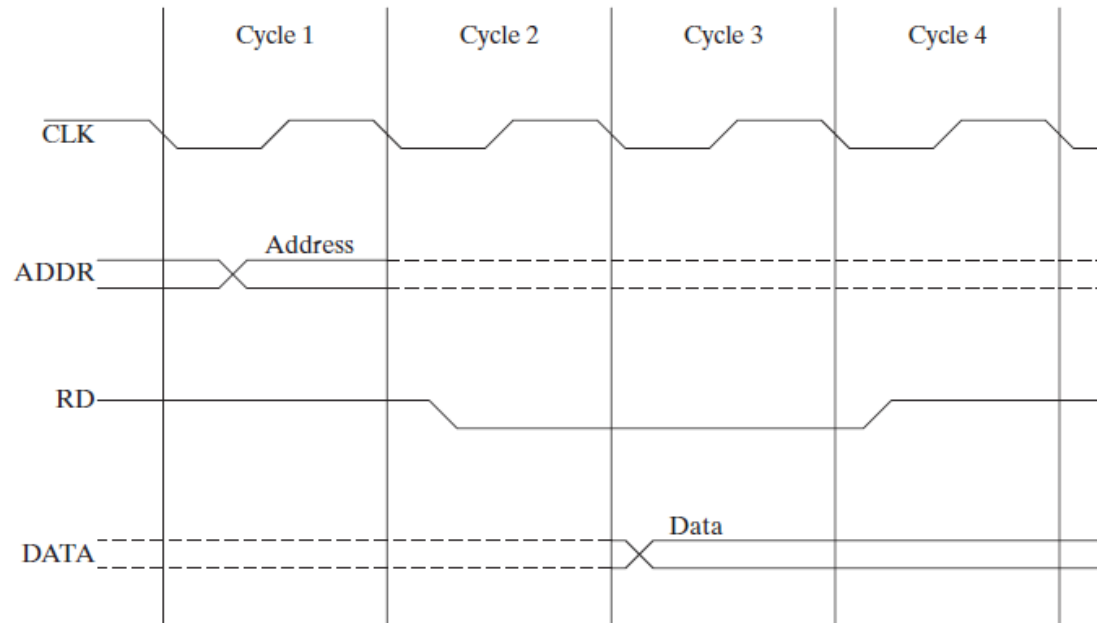 Cycle 1 Cycle 2 Cycle 3 Cycle 4
CLK
Address
ADDR
RD
Data
DATA